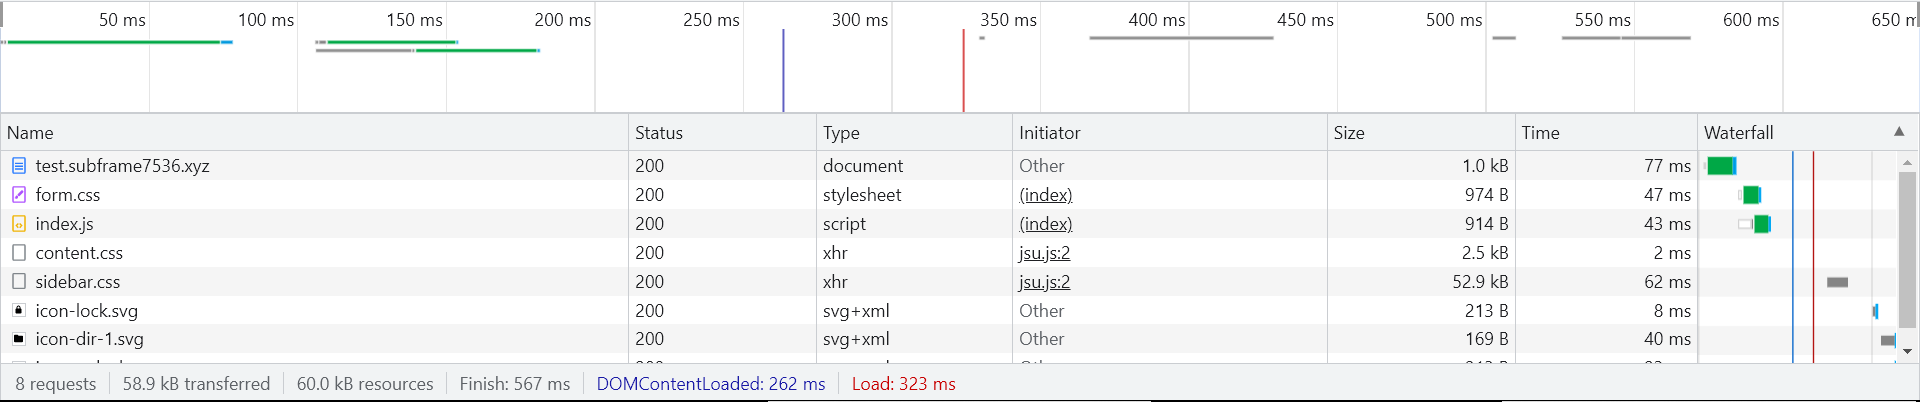 50 ms 100 ms 150 ms 200 ms 250 ms 300 ms 350 ms 400 ms 450 ms 500 ms 550 ms 600 ms 650 m
Name Status Type Initiator Size Time Waterfall
test.subframe7536.xyz 200 document Other 1.0 kB 77 ms
form.css 200 stylesheet (index) 974 B 47 ms
index.js 200 script (index) 914 B 43 ms
content.css 200 xhr jsu.js:2 2.5 kB 2 ms
sidebar.css 200 xhr jsu.js:2 52.9 kB 62 ms
icon-lock.svg 200 svg+xml Other 213 B 8 ms
icon-dir-1.svg 200 svg+xml Other 169 B 40 ms
8 requests 58.9 kB transferred 60.0 kB resources Finish: 567 ms DOMContentLoaded: 262 ms Load: 323 ms